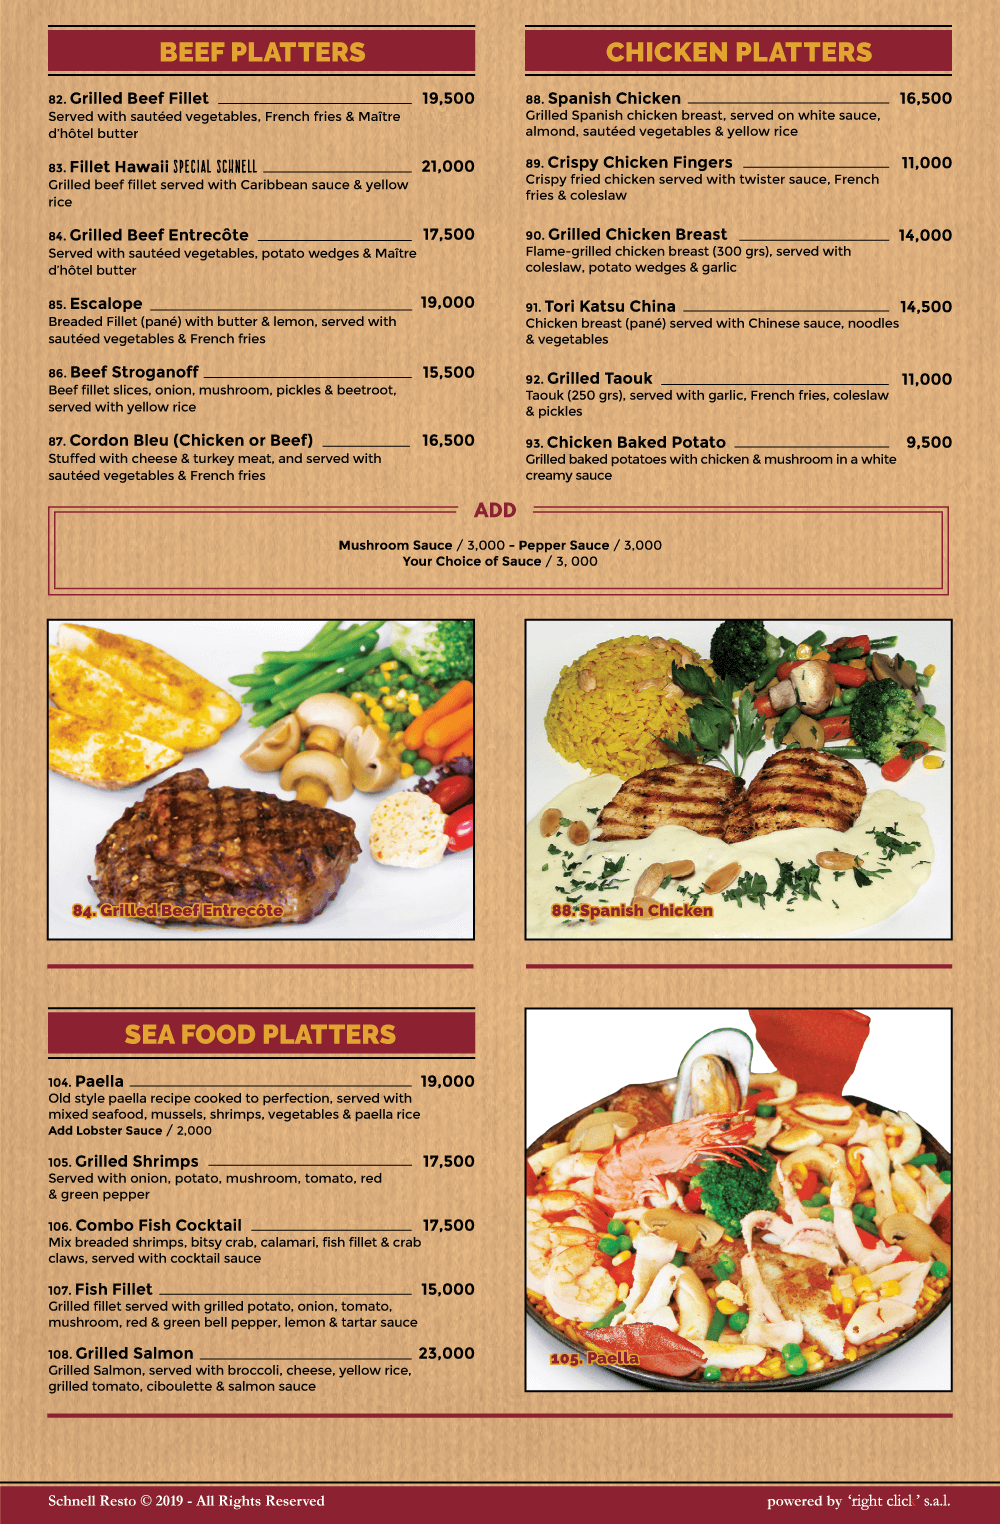 BEEF PLATTERS
82. Grilled Beef Fillet 19,500
Served with sautéed vegetables, French fries & Maître
d'hôtel butter
83. Fillet Hawaii SPECIAL SCHNELL 21,000
Grilled beef fillet served with Caribbean sauce & yellow
rice
84. Grilled Beef Entrecôte 17,500
Served with sautéed vegetables, potato wedges & Maître
d'hôtel butter
85. Escalope 19,000
Breaded Fillet (pané) with butter & lemon, served with
sautéed vegetables & French fries
86. Beef Stroganoff 15,500
Beef fillet slices, onion, mushroom, pickles & beetroot,
served with yellow rice
87. Cordon Bleu (Chicken or Beef) 16,500
Stuffed with cheese & turkey meat, and served with
sautéed vegetables & French fries
CHICKEN PLATTERS
88. Spanish Chicken 16,500
Grilled Spanish chicken breast, served on white sauce,
almond, sautéed vegetables & yellow rice
89. Crispy Chicken Fingers 11,000
Crispy fried chicken served with twister sauce, French
fries & coleslaw
90. Grilled Chicken Breast 14,000
Flame-grilled chicken breast (300 grs), served with
coleslaw, potato wedges & garlic
91. Tori Katsu China 14,500
Chicken breast (pané) served with Chinese sauce, noodles
& vegetables
92. Grilled Taouk 11,000
Taouk (250 grs), served with garlic, French fries, coleslaw
& pickles
93. Chicken Baked Potato 9,500
Grilled baked potatoes with chicken & mushroom in a white
creamy sauce
ADD
Mushroom Sauce / 3,000 - Pepper Sauce / 3,000
Your Choice of Sauce / 3, 000
84. Grilled Beef Entrecôte
88. Spanish Chicken
SEA FOOD PLATTERS
104. Paella 19,000
Old style paella recipe cooked to perfection, served with
mixed seafood, mussels, shrimps, vegetables & paella rice
Add Lobster Sauce / 2,000
105. Grilled Shrimps 17,500
Served with onion, potato, mushroom, tomato, red
& green pepper
106. Combo Fish Cocktail 17,500
Mix breaded shrimps, bitsy crab, calamari, fish fillet & crab
claws, served with cocktail sauce
107. Fish Fillet 15,000
Grilled fillet served with grilled potato, onion, tomato,
mushroom, red & green bell pepper, lemon & tartar sauce
108. Grilled Salmon 23,000
Grilled Salmon, served with broccoli, cheese, yellow rice,
grilled tomato, ciboulette & salmon sauce
105. Paella
Schnell Resto © 2019 - All Rights Reserved
powered by 'right click' s.a.l.